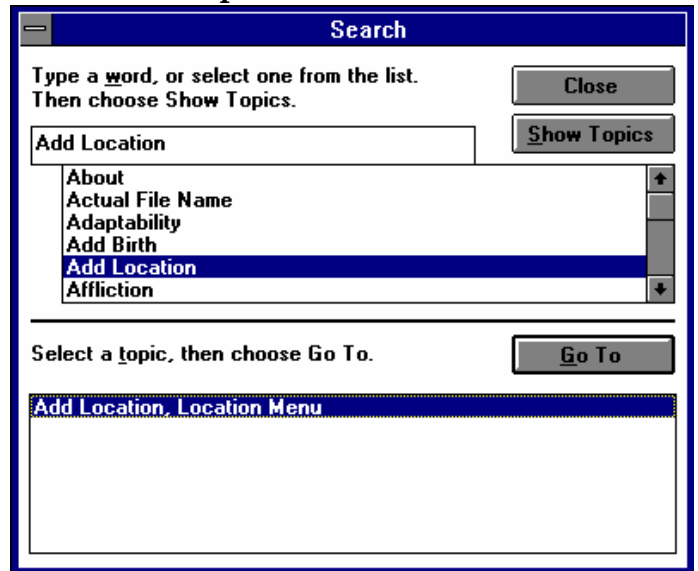 Search
Type a word, or select one from the list.
Then choose Show Topics.
Close
Add Location
Show Topics
About
Actual File Name
Adaptability
Add Birth
Add Location
Affliction
Select a topic, then choose Go To.
Go To
Add Location, Location Menu